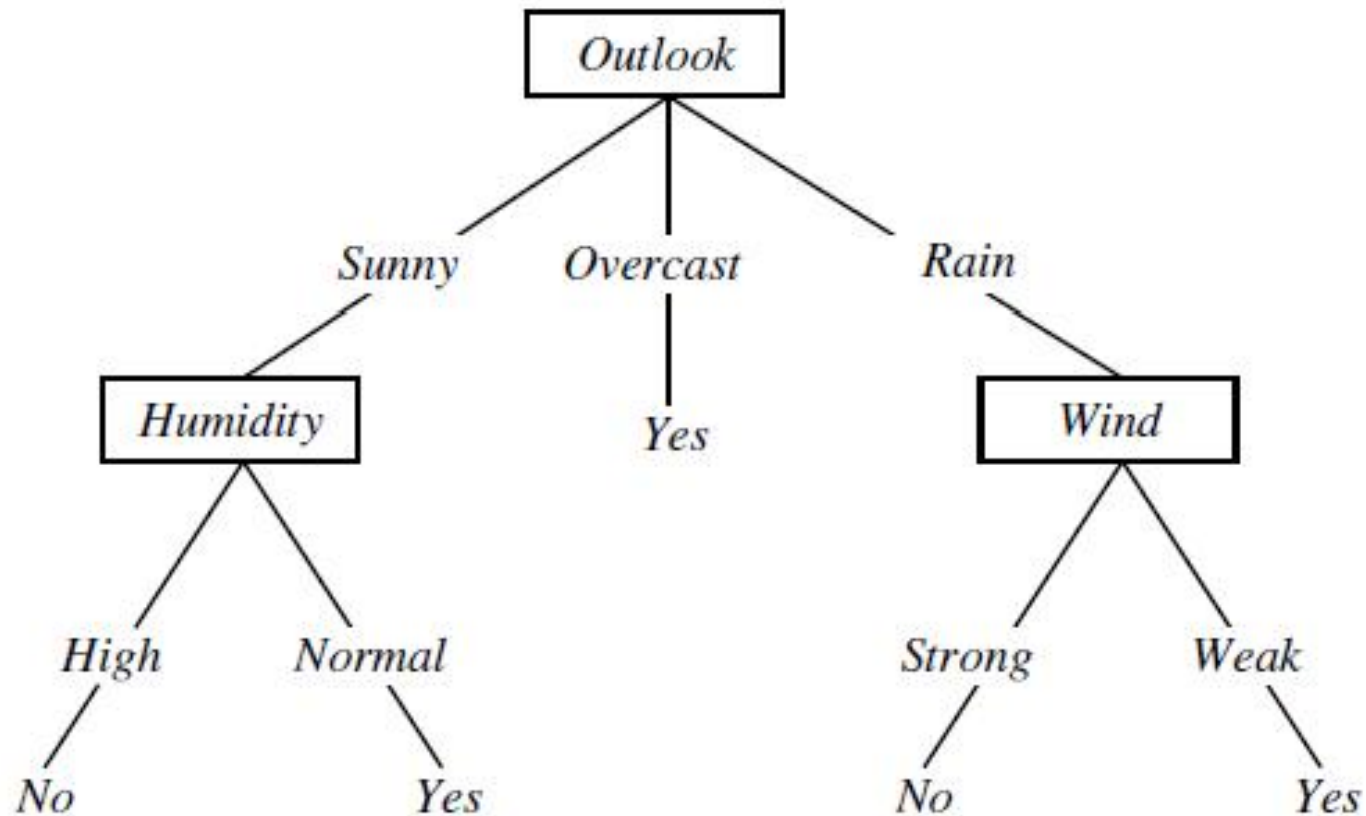 Outlook
Sunny Overcast Rain
Humidity Yes Wind
High Normal Strong Weak
No Yes No Yes